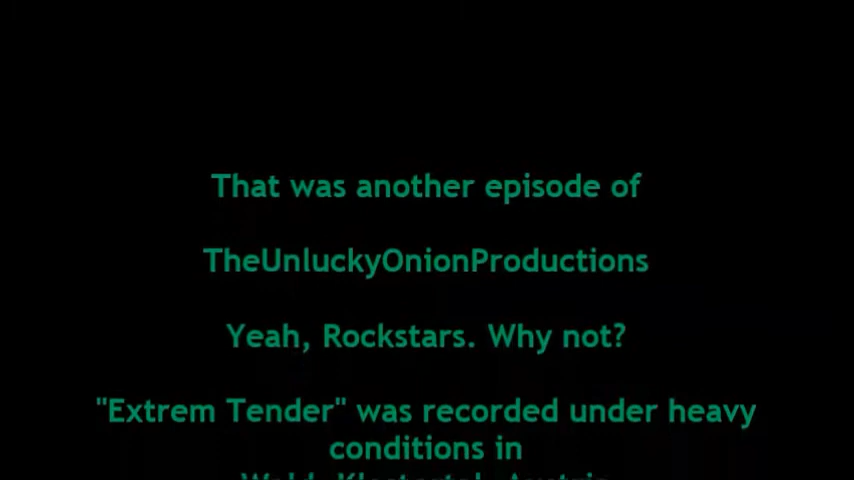 That was another episode of
TheUnluckyOnionProductions
Yeah, Rockstars. Why not?
"Extrem Tender" was recorded under heavy
conditions in